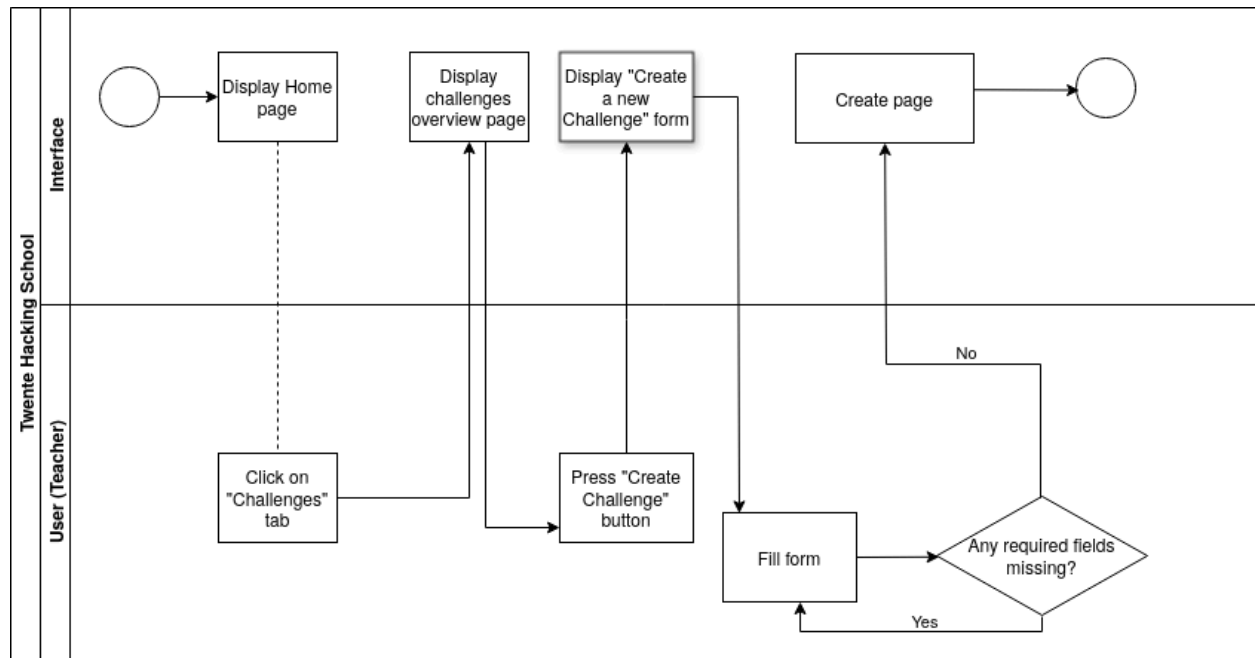 Twente Hacking School
Interface
User (Teacher)
Display Home
page
Display
challenges
overview page
Display "Create
a new
Challenge" form
Create page
Click on
"Challenges"
tab
Press "Create
Challenge"
button
Fill form
Any required fields
missing?
No
Yes